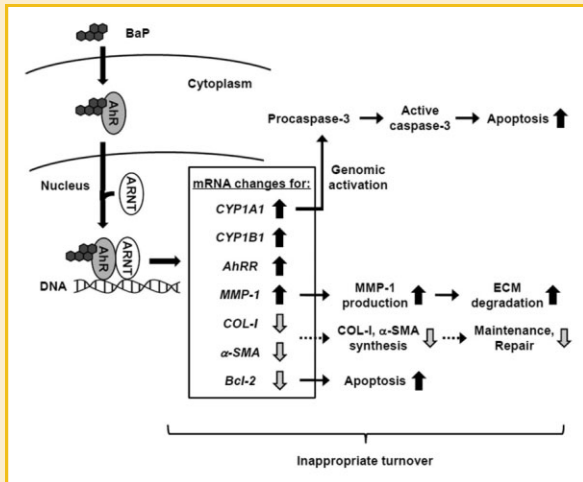 BaP
Cytoplasm
AhR
Procaspase-3
Active
caspase-3
Apoptosis
Genomic
activation
Nucleus
ARNT
mRNA changes for:
CYP1A1
CYP1B1
AhR
ARNT
AhRR
DNA
MMP-1
MMP-1
production
ECM
degradation
COL-I
COL-I, α-SMA
synthesis
Maintenance,
Repair
α-SMA
Bcl-2
Apoptosis
Inappropriate turnover